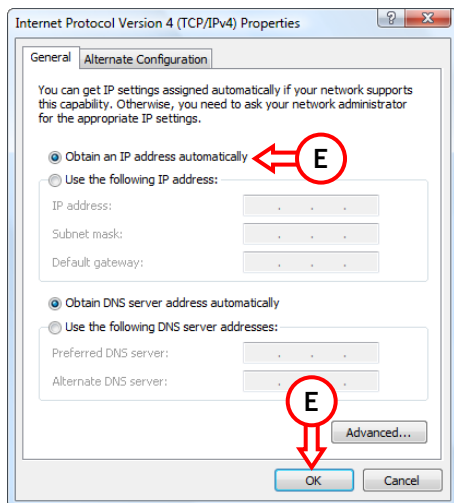 Internet Protocol Version 4 (TCP/IPv4) Properties
General Alternate Configuration
You can get IP settings assigned automatically if your network supports
this capability. Otherwise, you need to ask your network administrator
for the appropriate IP settings.
Obtain an IP address automatically E
Use the following IP address:
IP address:
Subnet mask:
Default gateway:
Obtain DNS server address automatically
Use the following DNS server addresses:
Preferred DNS server:
Alternate DNS server:
E
Advanced...
OK Cancel